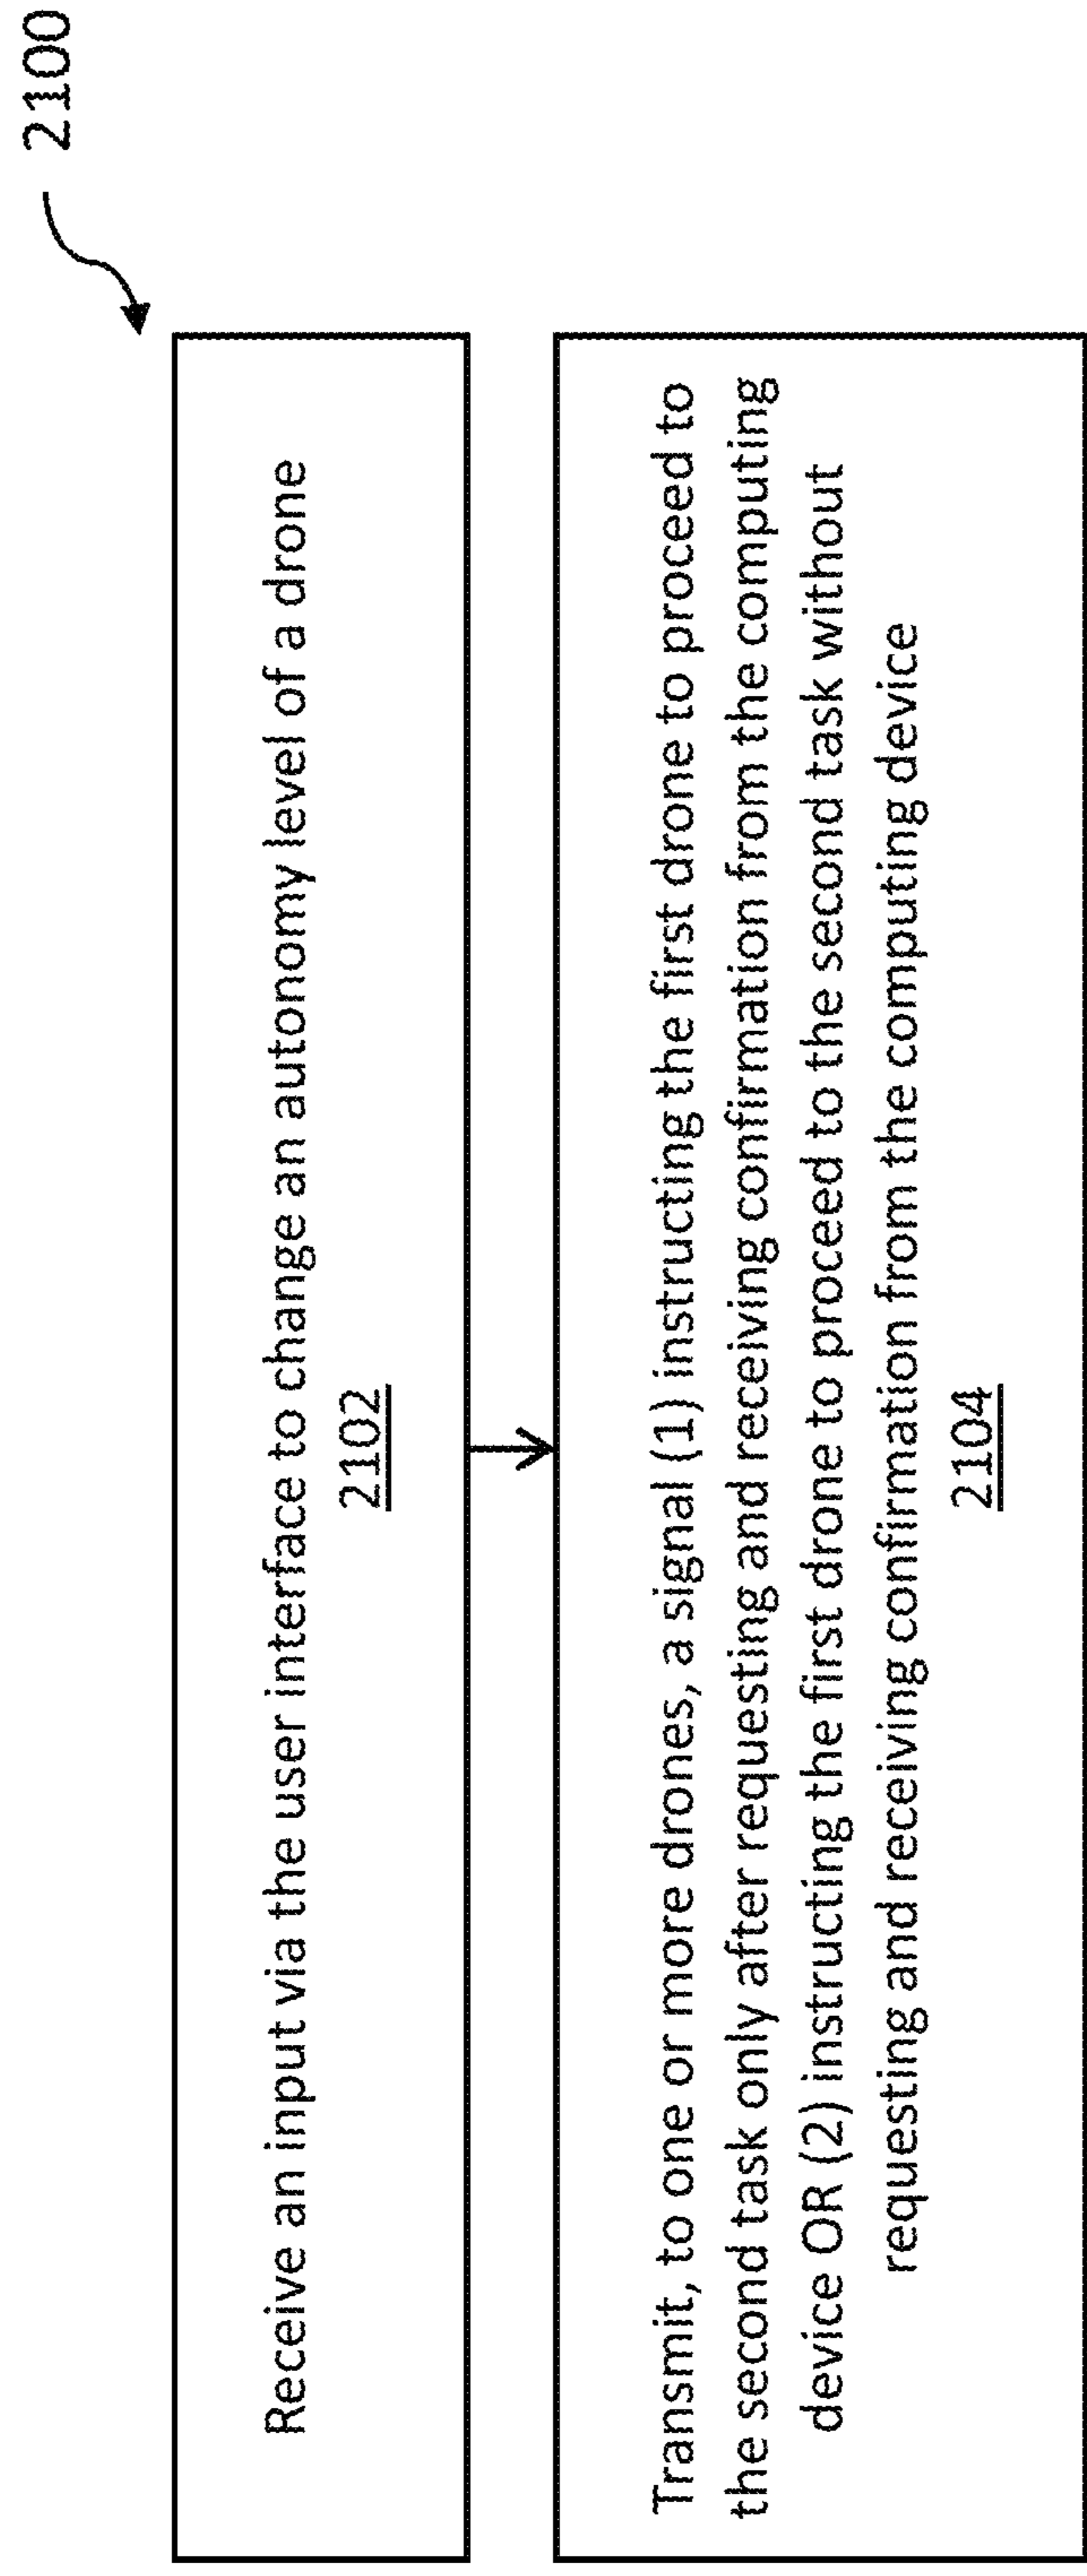 2100
Receive an input via the user interface to change an autonomy level of a drone
2102
Transmit, to one or more drones, a signal (1) instructing the first drone to proceed to
the second task only after requesting and receiving confirmation from the computing
device OR (2) instructing the first drone to proceed to the second task without
requesting and receiving confirmation from the computing device
2104